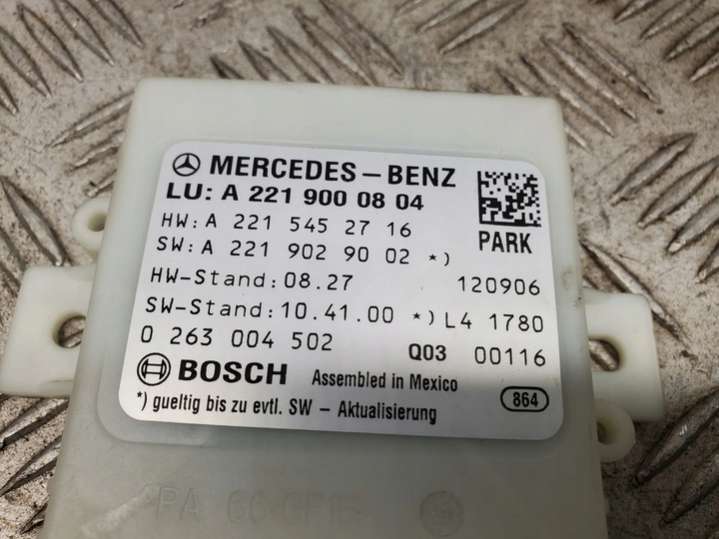 MERCEDES-BENZ
LU: A 221 900 08 04
HW: A 221 545 27 16
SW: A 221 902 90 02 *)
PARK
HW-Stand: 08.27 120906
SW-Stand: 10.41.00 *) L4 1780
0 263 004 502 Q03 00116
BOSCH Assembled in Mexico
*) gueltig bis zu evtl. SW - Aktualisierung 864